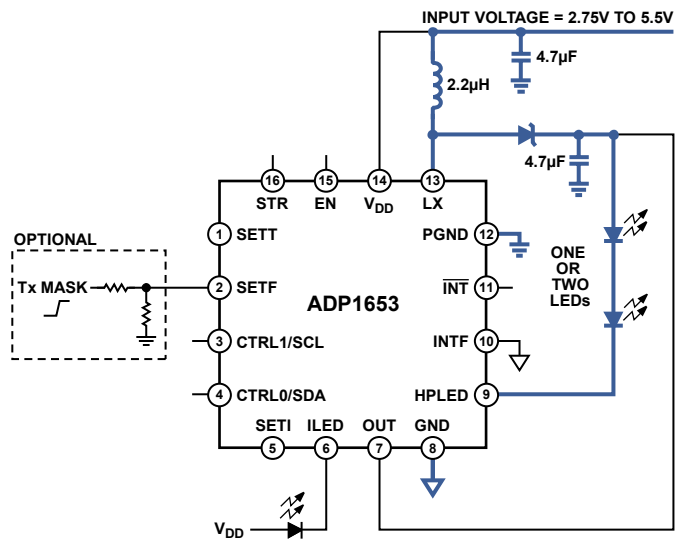 INPUT VOLTAGE = 2.75V TO 5.5V
4.7µF
2.2µH
4.7µF
16 15 14 13
STR EN VDD LX
1 SETT
PGND 12
OPTIONAL
Tx MASK
2 SETF
ADP1653
INT 11
ONE
OR
TWO
LEDs
3 CTRL1/SCL
INTF 10
4 CTRL0/SDA
HPLED 9
SETI ILED OUT GND
5 6 7 8
VDD